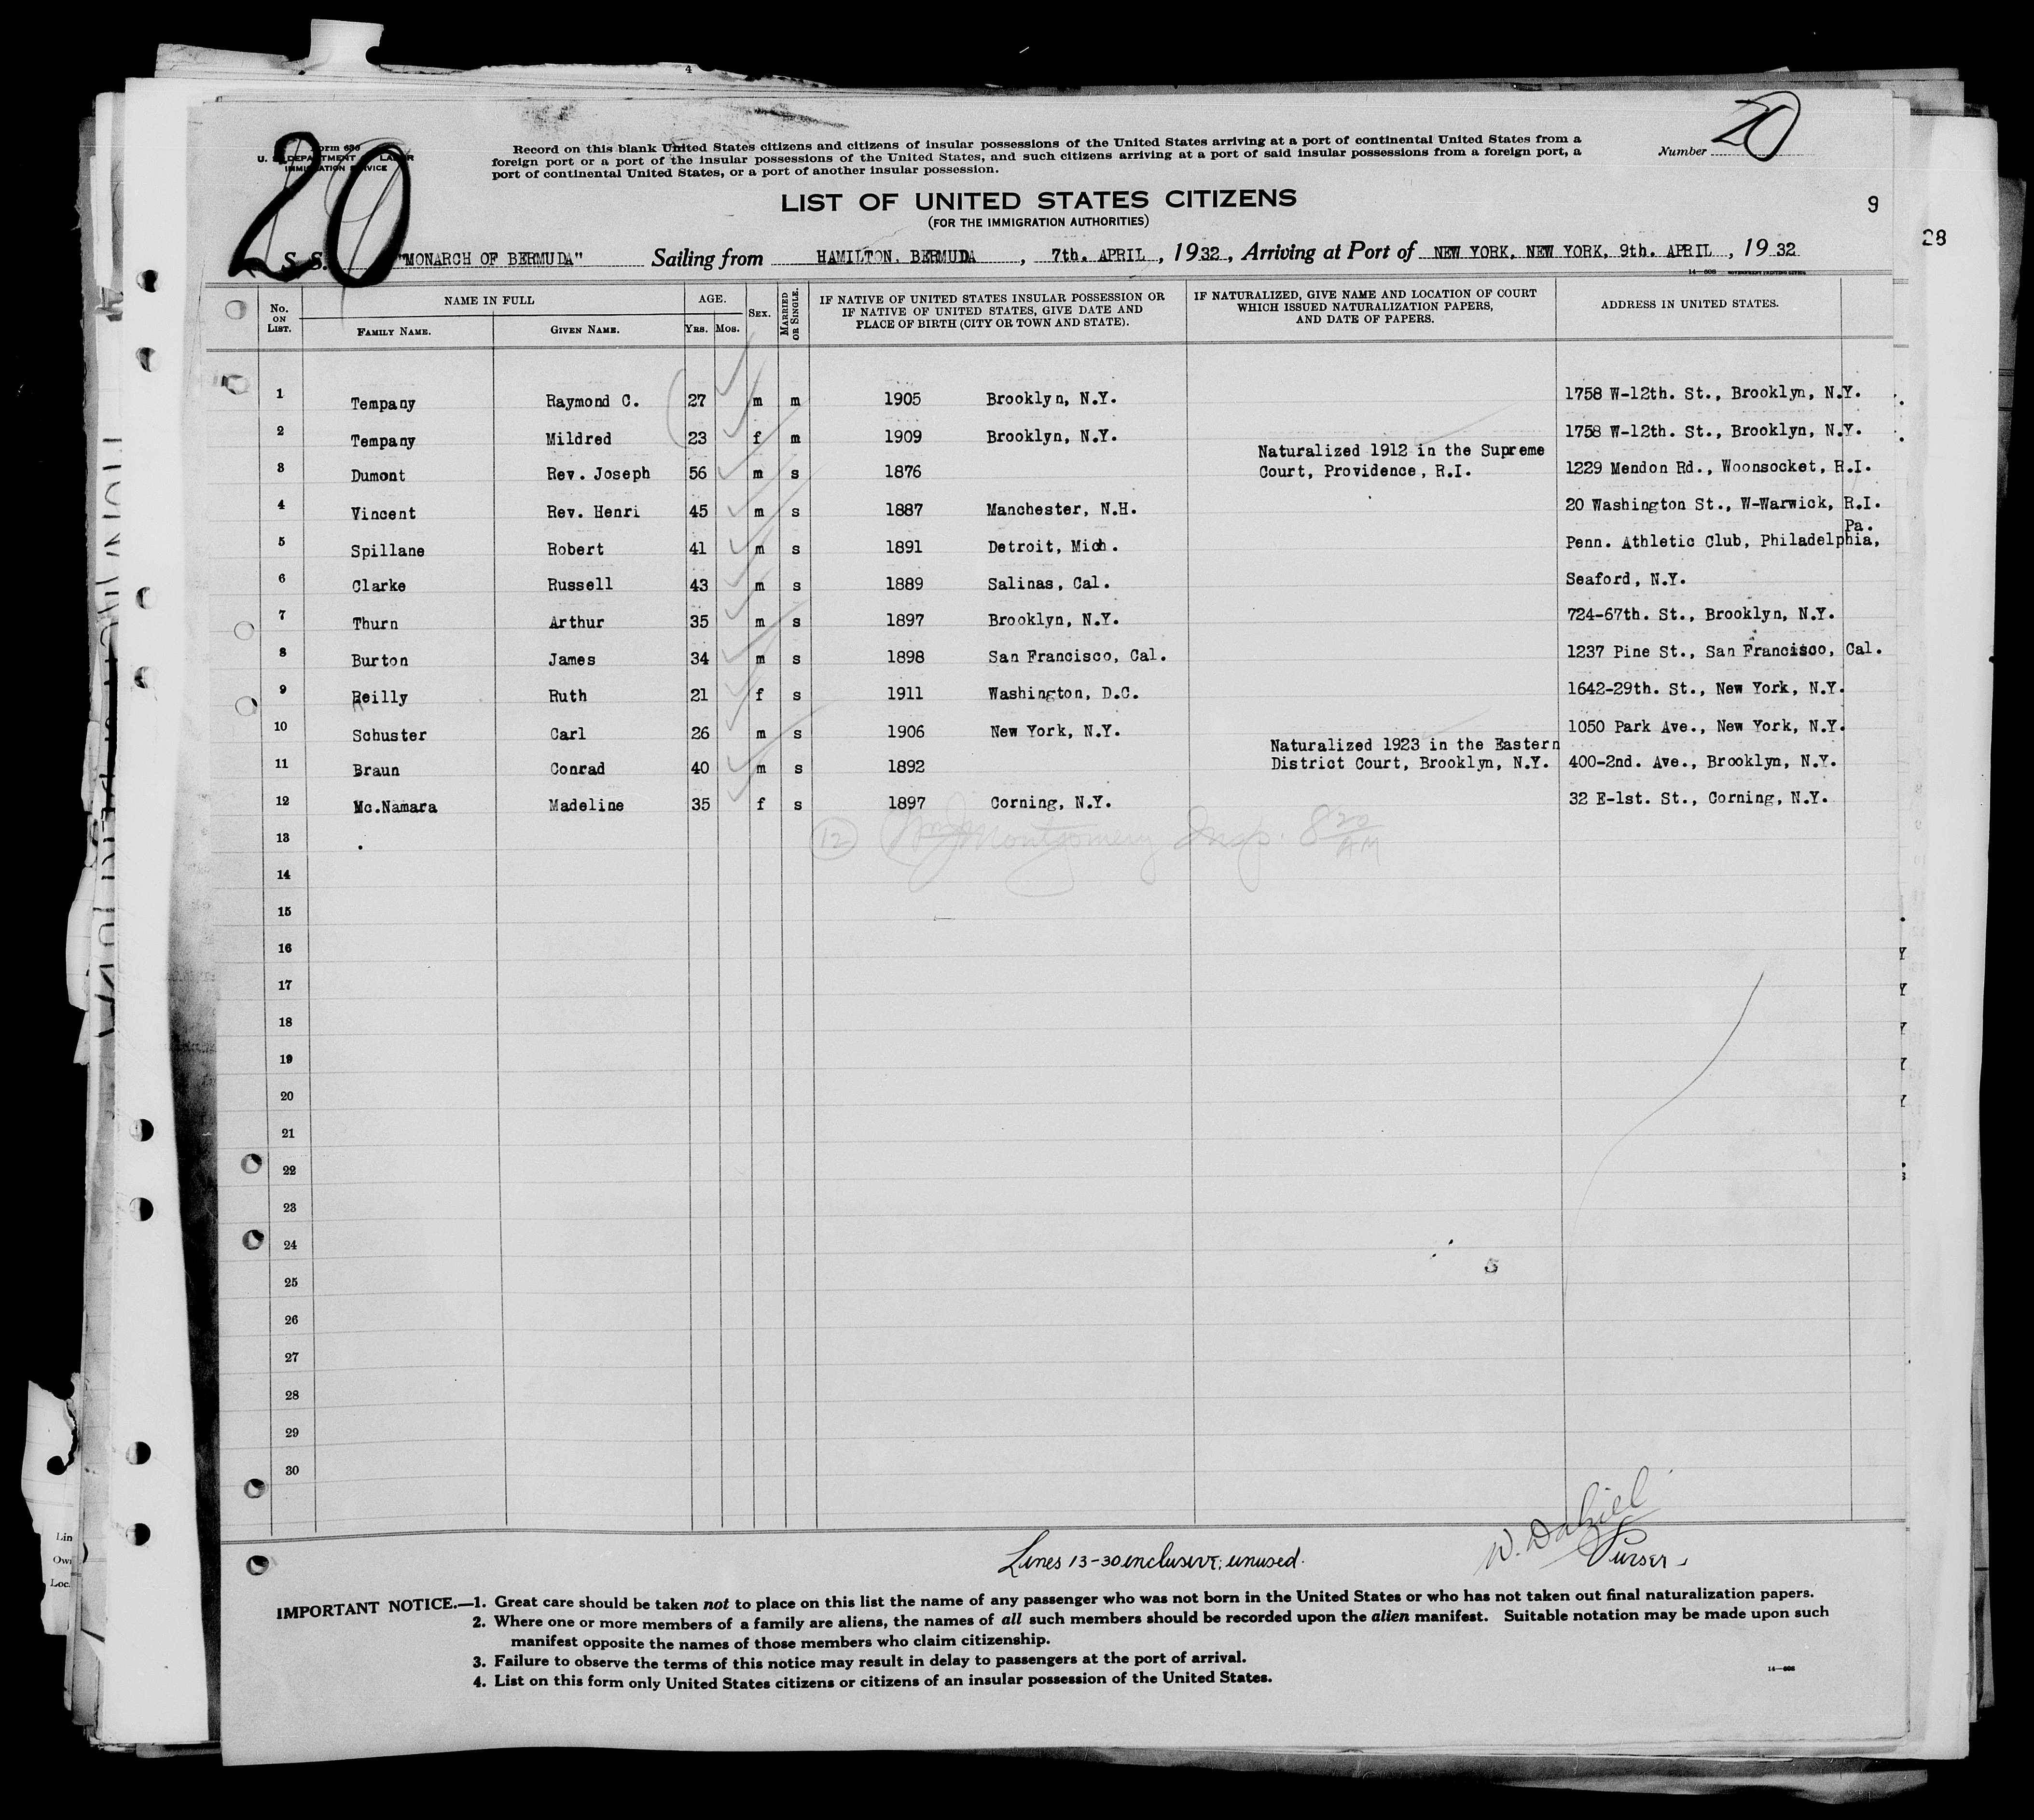 20
Form 630
U. S. DEPARTMENT OF LABOR
IMMIGRATION SERVICE
Record on this blank United States citizens and citizens of insular possessions of the United States arriving at a port of continental United States from a
foreign port or a port of the insular possessions of the United States, and such citizens arriving at a port of said insular possessions from a foreign port, a
port of continental United States, or a port of another insular possession.
Number 20
LIST OF UNITED STATES CITIZENS
(FOR THE IMMIGRATION AUTHORITIES)
9
28
S. S. "MONARCH OF BERMUDA" Sailing from HAMILTON. BERMUDA , 7th. APRIL , 1932, Arriving at Port of NEW YORK. NEW YORK. 9th. APRIL , 1932
14—606 GOVERNMENT PRINTING OFFICE
No. ON LIST. NAME IN FULL FAMILY NAME. GIVEN NAME. AGE. YRS. MOS. SEX. MARRIED OR SINGLE. IF NATIVE OF UNITED STATES INSULAR POSSESSION OR IF NATIVE OF UNITED STATES, GIVE DATE AND PLACE OF BIRTH (CITY OR TOWN AND STATE). IF NATURALIZED, GIVE NAME AND LOCATION OF COURT WHICH ISSUED NATURALIZATION PAPERS, AND DATE OF PAPERS. ADDRESS IN UNITED STATES.
1 Tempany Raymond C. 27 m m 1905 Brooklyn, N.Y. 1758 W-12th. St., Brooklyn, N.Y.
2 Tempany Mildred 23 f m 1909 Brooklyn, N.Y. 1758 W-12th. St., Brooklyn, N.Y.
Naturalized 1912 in the Supreme
3 Dumont Rev. Joseph 56 m s 1876 Court, Providence, R.I. 1229 Mendon Rd., Woonsocket, R.I.
4 Vincent Rev. Henri 45 m s 1887 Manchester, N.H. 20 Washington St., W-Warwick, R.I.
Pa.
5 Spillane Robert 41 m s 1891 Detroit, Mich. Penn. Athletic Club, Philadelphia,
6 Clarke Russell 43 m s 1889 Salinas, Cal. Seaford, N.Y.
7 Thurn Arthur 35 m s 1897 Brooklyn, N.Y. 724-67th. St., Brooklyn, N.Y.
8 Burton James 34 m s 1898 San Francisco, Cal. 1237 Pine St., San Francisco, Cal.
9 Reilly Ruth 21 f s 1911 Washington, D.C. 1642-29th. St., New York, N.Y.
10 Schuster Carl 26 m s 1906 New York, N.Y. 1050 Park Ave., New York, N.Y.
Naturalized 1923 in the Eastern
11 Braun Conrad 40 m s 1892 District Court, Brooklyn, N.Y. 400-2nd. Ave., Brooklyn, N.Y.
12 Mc.Namara Madeline 35 f s 1897 Corning, N.Y. 32 E-1st. St., Corning, N.Y.
12 Montgomery Insp. 8 20 AM
13
14
15
16
17
18
19
20
21
22
23
24
25
26
27
28
29
30
5
W. Dalziel
Lines 13-30 inclusive; unused.
Purser
IMPORTANT NOTICE.—1. Great care should be taken not to place on this list the name of any passenger who was not born in the United States or who has not taken out final naturalization papers.
2. Where one or more members of a family are aliens, the names of all such members should be recorded upon the alien manifest. Suitable notation may be made upon such
manifest opposite the names of those members who claim citizenship.
3. Failure to observe the terms of this notice may result in delay to passengers at the port of arrival.
4. List on this form only United States citizens or citizens of an insular possession of the United States.
14—606